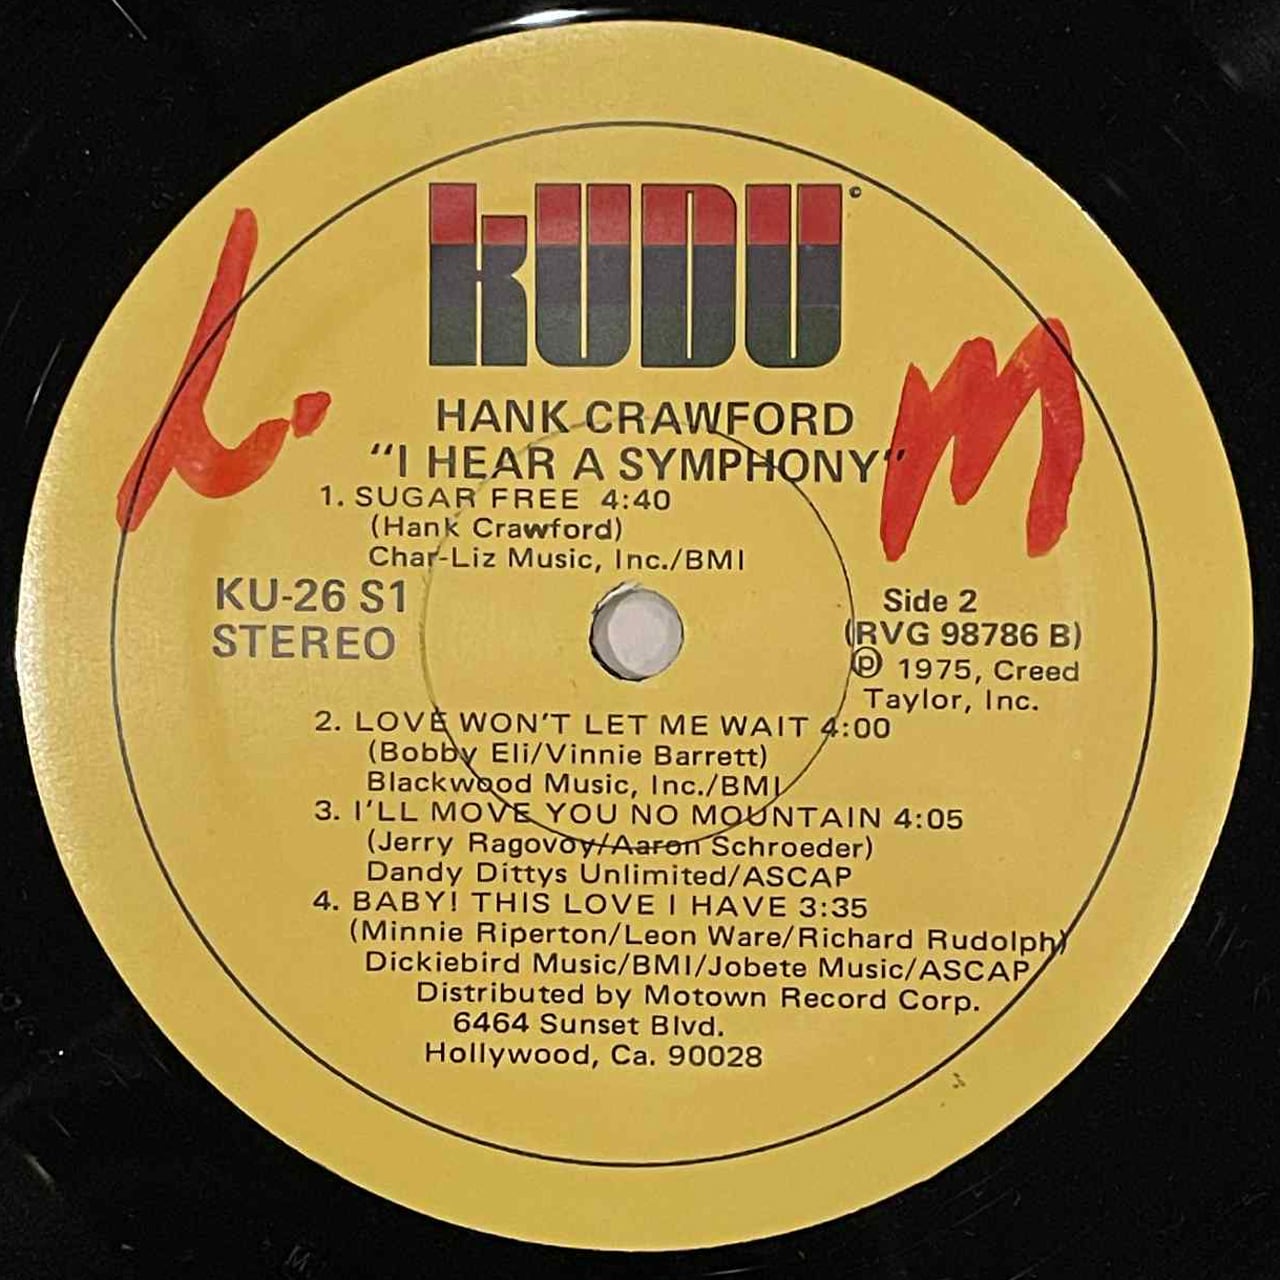 kUDU ©
L. M
HANK CRAWFORD
"I HEAR A SYMPHONY"
1. SUGAR FREE 4:40
(Hank Crawford)
Char-Liz Music, Inc./BMI
KU-26 S1
STEREO
Side 2
(RVG 98786 B)
℗ 1975, Creed
Taylor, Inc.
2. LOVE WON'T LET ME WAIT 4:00
(Bobby Eli/Vinnie Barrett)
Blackwood Music, Inc./BMI
3. I'LL MOVE YOU NO MOUNTAIN 4:05
(Jerry Ragovoy/Aaron Schroeder)
Dandy Dittys Unlimited/ASCAP
4. BABY! THIS LOVE I HAVE 3:35
(Minnie Riperton/Leon Ware/Richard Rudolph)
Dickiebird Music/BMI/Jobete Music/ASCAP
Distributed by Motown Record Corp.
6464 Sunset Blvd.
Hollywood, Ca. 90028